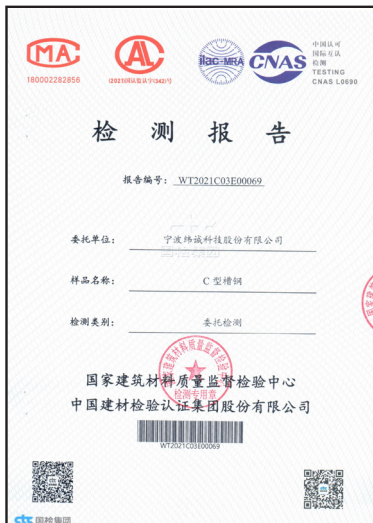 MA
180002282856
AL
(2021)国认监认字(342)号
ilac-MRA
CNAS
中国认可
国际互认
检测
TESTING
CNAS L0690
检测报告
报告编号： WT2021C03E00069
委托单位： 宁波纬诚科技股份有限公司
样品名称： C 型槽钢
检测类别： 委托检测
检测专用章
国家建筑材料质量监督检验中心
中国建材检验认证集团股份有限公司
WT2021C03E00069
国检集团